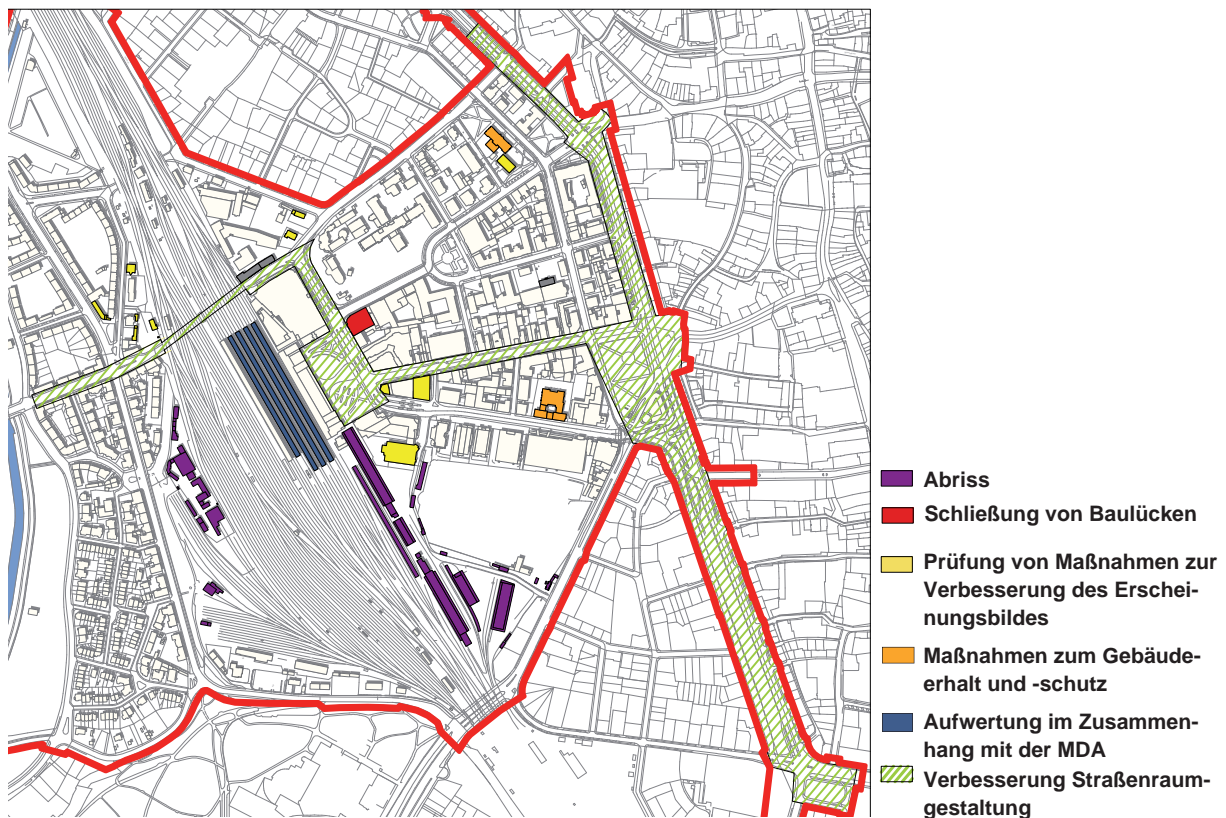 Abriss
Schließung von Baulücken
Prüfung von Maßnahmen zur
Verbesserung des Erschei-
nungsbildes
Maßnahmen zum Gebäude-
erhalt und -schutz
Aufwertung im Zusammen-
hang mit der MDA
Verbesserung Straßenraum-
gestaltung